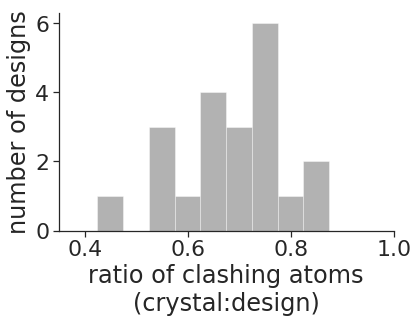 number of designs
6
4
2
0
0.4 0.6 0.8 1.0
ratio of clashing atoms
(crystal:design)